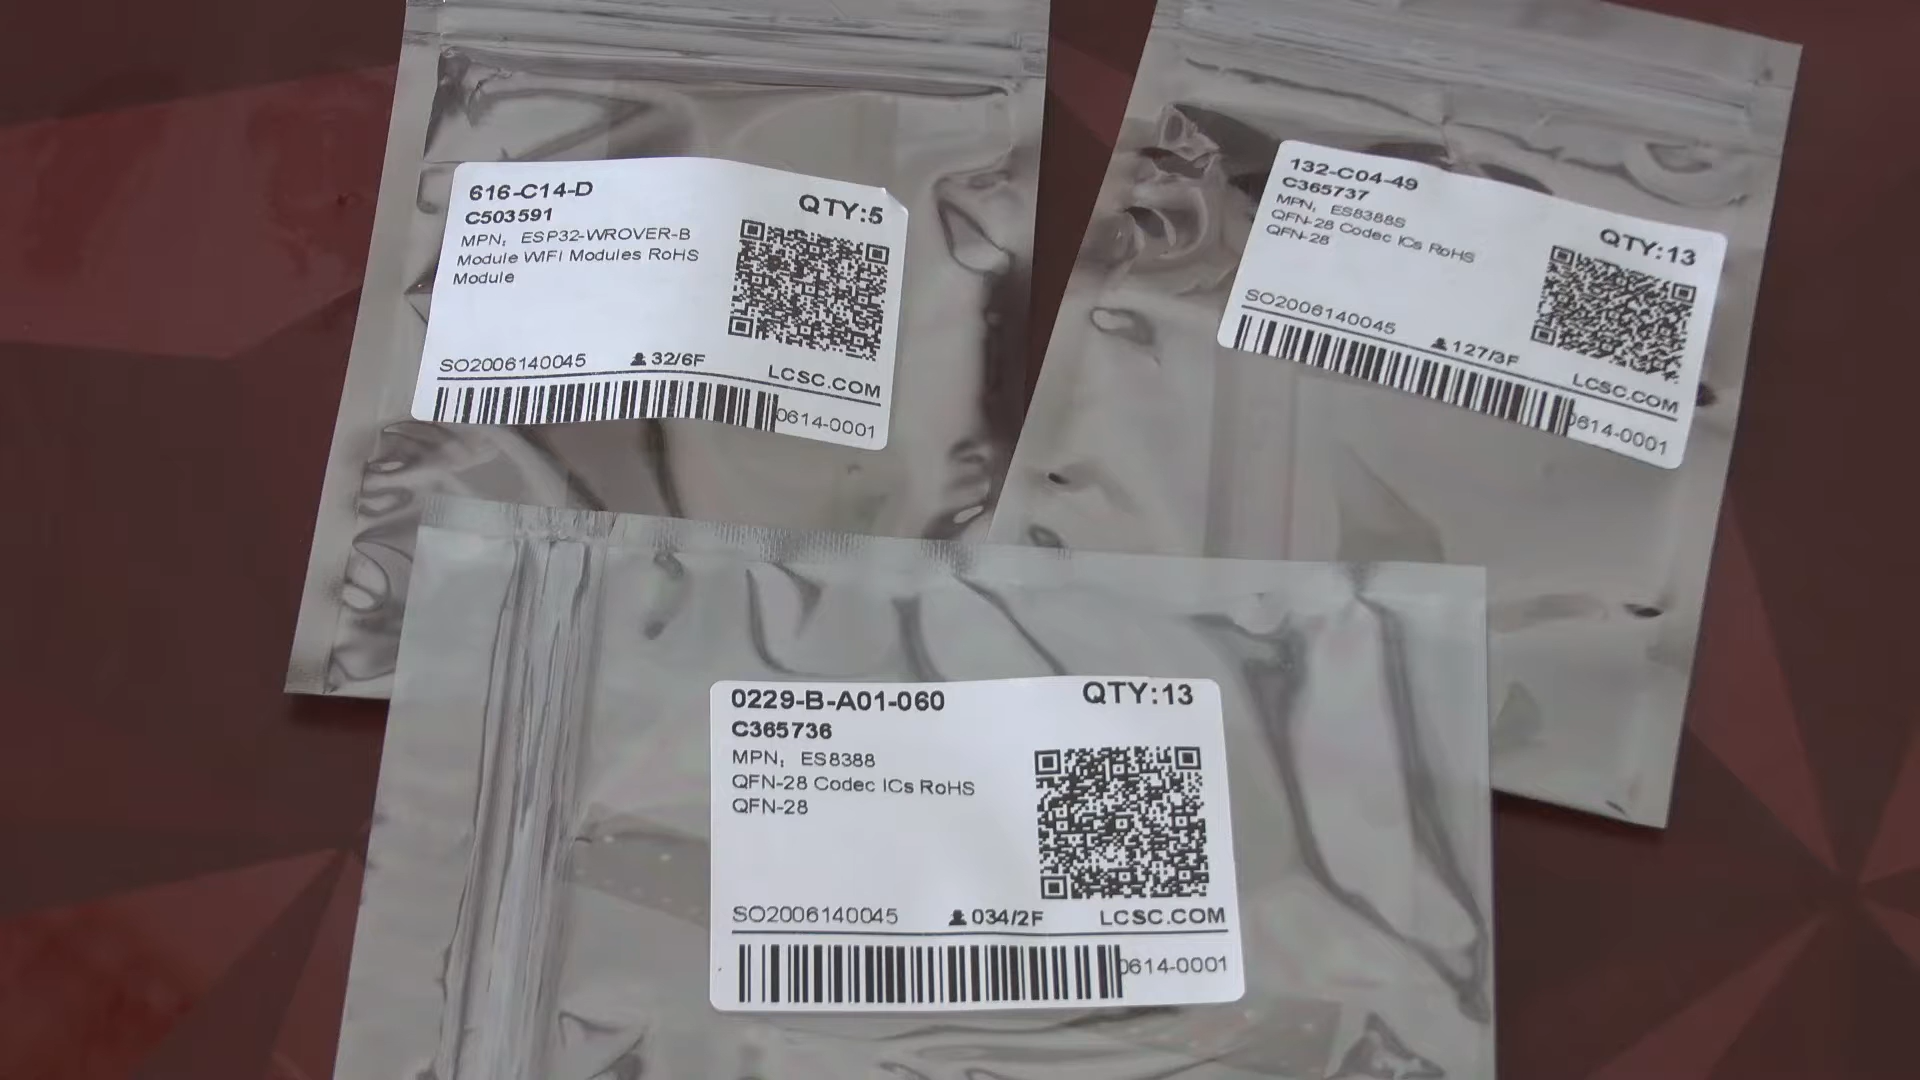 616-C14-D
QTY:5
C503591
MPN: ESP32-WROVER-B
Module WIFI Modules RoHS
Module
SO2006140045 32/6F
LCSC.COM
0614-0001
132-C04-49
C365737
QTY:13
MPN: ES8388S
QFN-28 Codec ICs RoHS
QFN-28
SO2006140045 127/3F
LCSC.COM
0614-0001
0229-B-A01-060
QTY:13
C365736
MPN: ES8388
QFN-28 Codec ICs RoHS
QFN-28
SO2006140045 034/2F LCSC.COM
0614-0001